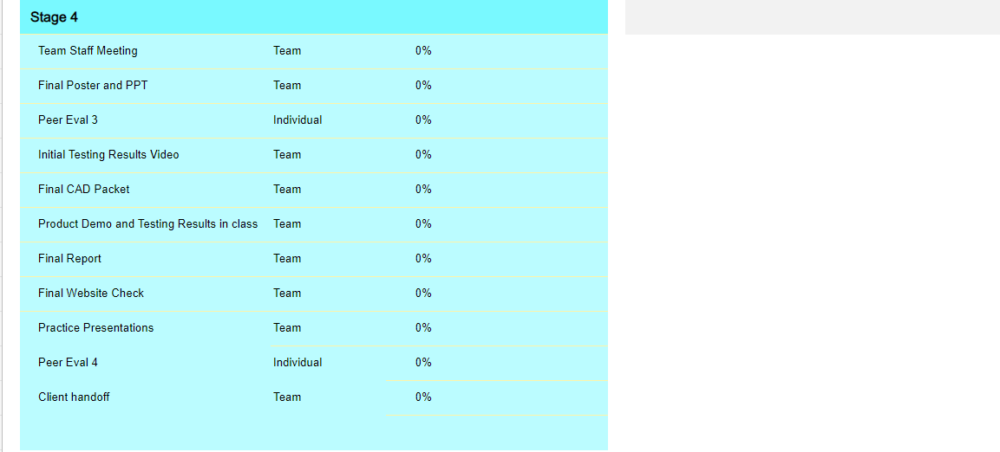 Stage 4
Team Staff Meeting Team 0%
Final Poster and PPT Team 0%
Peer Eval 3 Individual 0%
Initial Testing Results Video Team 0%
Final CAD Packet Team 0%
Product Demo and Testing Results in class Team 0%
Final Report Team 0%
Final Website Check Team 0%
Practice Presentations Team 0%
Peer Eval 4 Individual 0%
Client handoff Team 0%